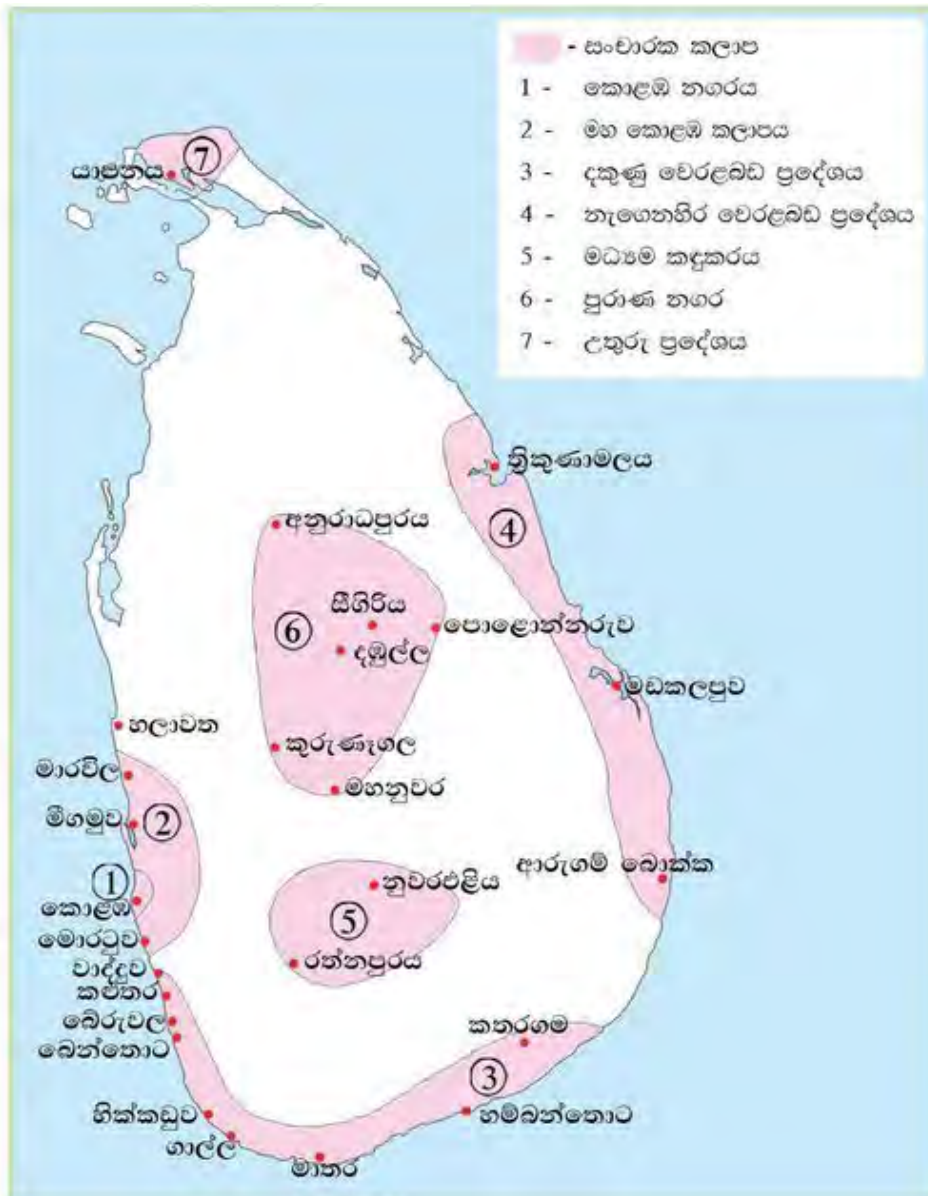 - සංචාරක කලාප
1 - කොළඹ නගරය
2 - මහ කොළඹ කලාපය
3 - දකුණු වෙරළබඩ ප්‍රදේශය
4 - නැගෙනහිර වෙරළබඩ ප්‍රදේශය
5 - මධ්‍යම කඳුකරය
6 - පුරාණ නගර
7 - උතුරු ප්‍රදේශය
7
යාපනය
ත්‍රිකුණාමලය
4
අනුරාධපුරය
සීගිරිය
6
පොළොන්නරුව
දඹුල්ල
මඩකලපුව
හලාවත
කුරුණෑගල
මාරවිල
මහනුවර
මීගමුව
2
ආරුගම් බොක්ක
1
නුවරඑළිය
කොළඹ
5
මොරටුව
රත්නපුරය
වාද්දුව
කළුතර
බේරුවල
කතරගම
බෙන්තොට
3
හික්කඩුව
හම්බන්තොට
ගාල්ල
මාතර